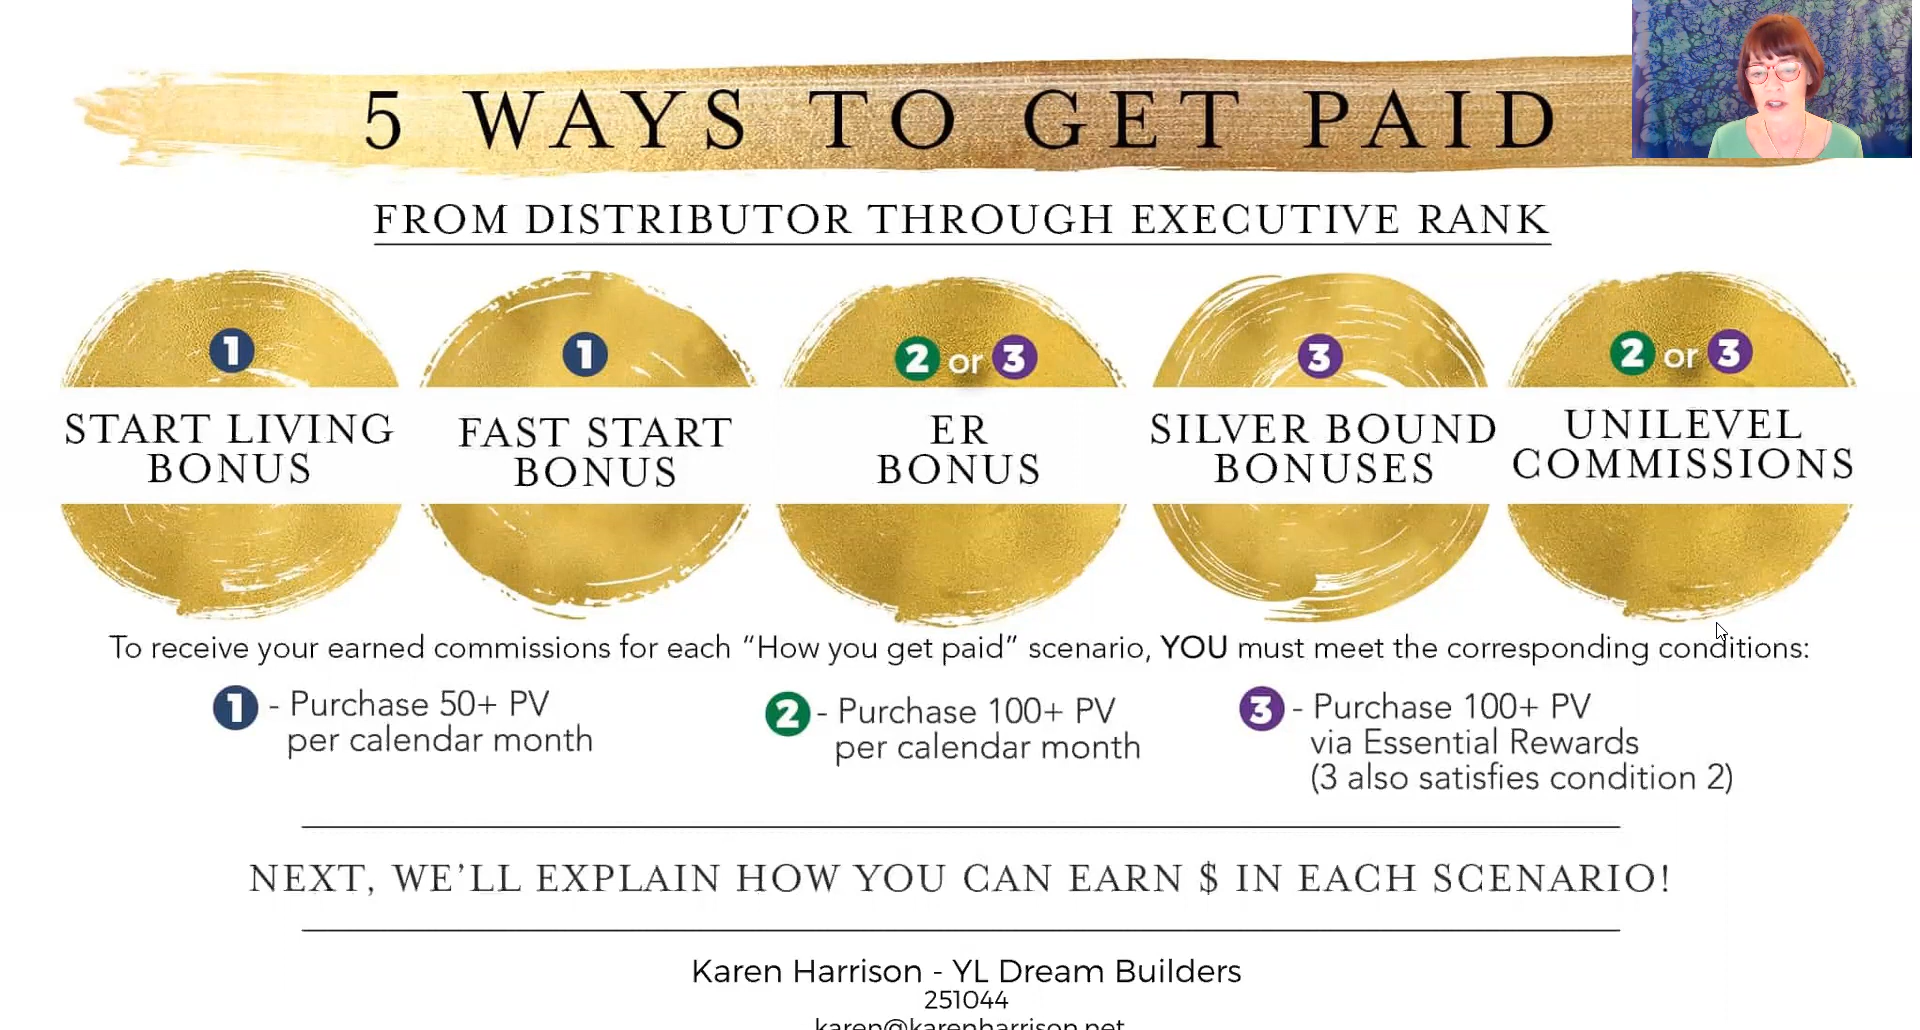 5 WAYS TO GET PAID
FROM DISTRIBUTOR THROUGH EXECUTIVE RANK
1
START LIVING
BONUS
1
FAST START
BONUS
2 or 3
ER
BONUS
3
SILVER BOUND
BONUSES
2 or 3
UNILEVEL
COMMISSIONS
To receive your earned commissions for each “How you get paid” scenario, YOU must meet the corresponding conditions:
1 - Purchase 50+ PV
per calendar month
2 - Purchase 100+ PV
per calendar month
3 - Purchase 100+ PV
via Essential Rewards
(3 also satisfies condition 2)
NEXT, WE’LL EXPLAIN HOW YOU CAN EARN $ IN EACH SCENARIO!
Karen Harrison - YL Dream Builders
251044
karen@karenharrison.net